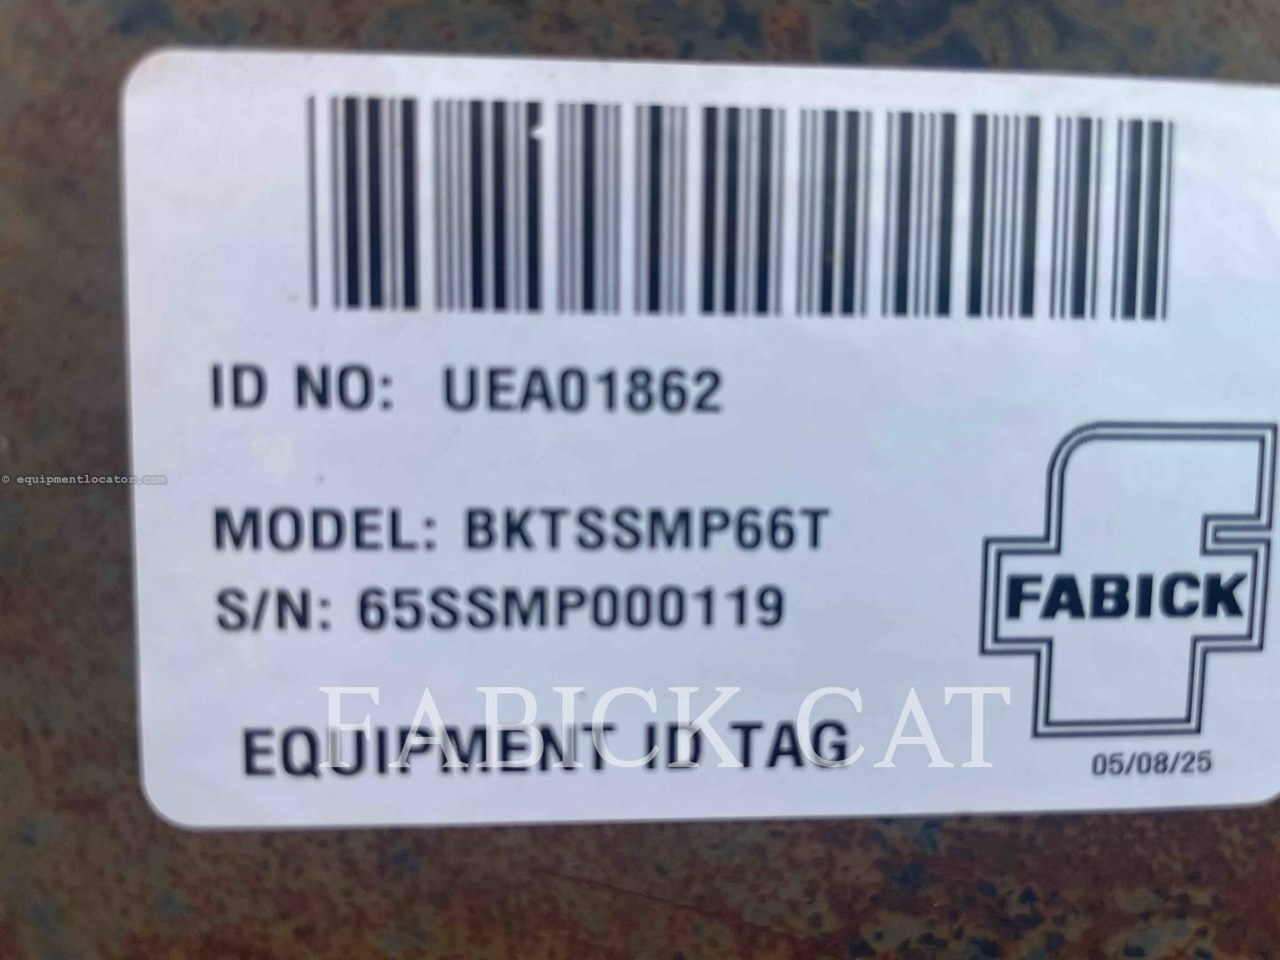 ID NO: UEA01862
© equipmentlocator.com
MODEL: BKTSSMP66T
S/N: 65SSMP000119
FABICK
FABICK CAT
EQUIPMENT ID TAG
05/08/25